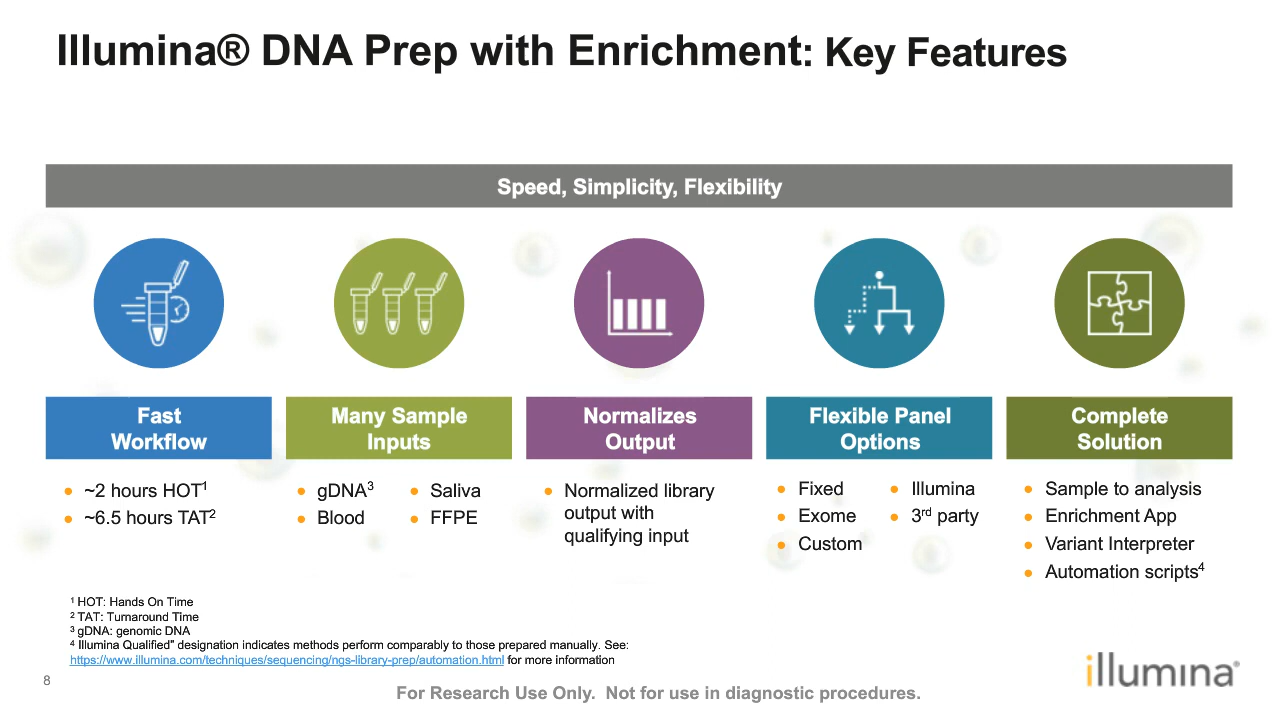 Illumina® DNA Prep with Enrichment: Key Features
Speed, Simplicity, Flexibility
Fast
Workflow
• ~2 hours HOT¹
• ~6.5 hours TAT²
Many Sample
Inputs
• gDNA³
• Blood
• Saliva
• FFPE
Normalizes
Output
• Normalized library
output with
qualifying input
Flexible Panel
Options
• Fixed
• Exome
• Custom
• Illumina
• 3rd party
Complete
Solution
• Sample to analysis
• Enrichment App
• Variant Interpreter
• Automation scripts⁴
¹ HOT: Hands On Time
² TAT: Turnaround Time
³ gDNA: genomic DNA
⁴ Illumina Qualified" designation indicates methods perform comparably to those prepared manually. See:
https://www.illumina.com/techniques/sequencing/ngs-library-prep/automation.html for more information
8
For Research Use Only. Not for use in diagnostic procedures.
illumina®